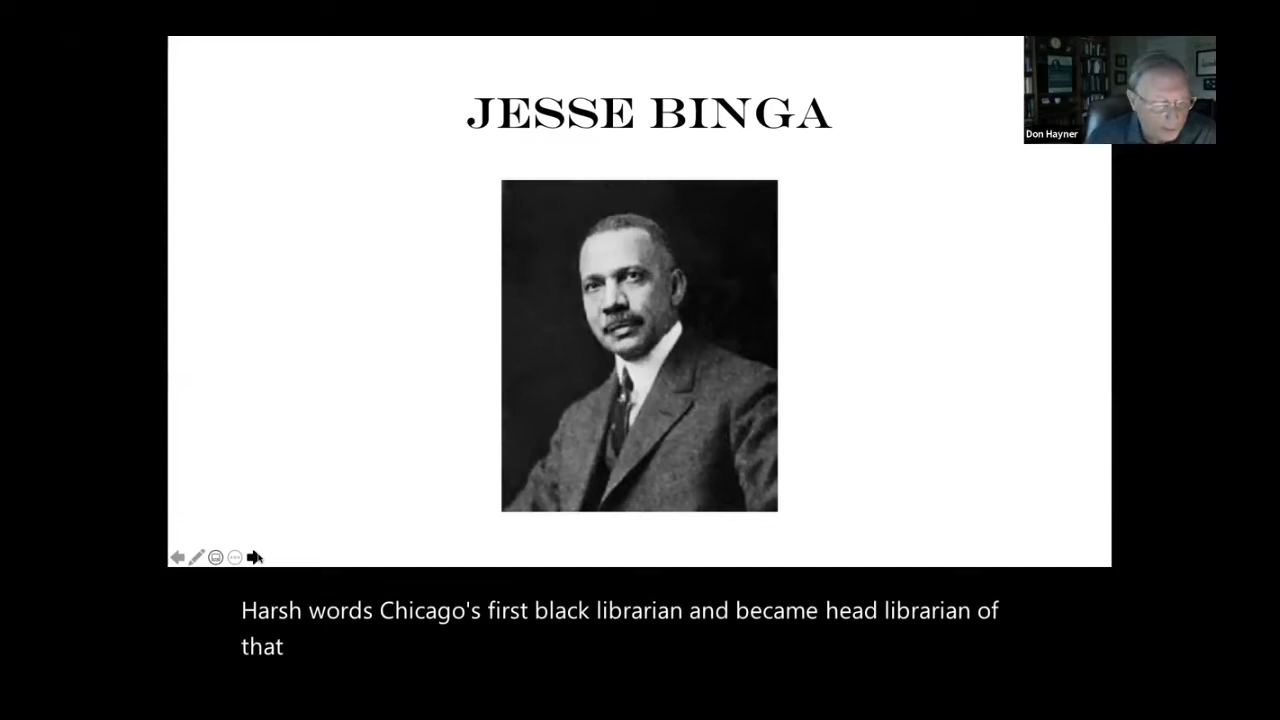 JESSE BINGA
Don Hayner
Harsh words Chicago's first black librarian and became head librarian of
that